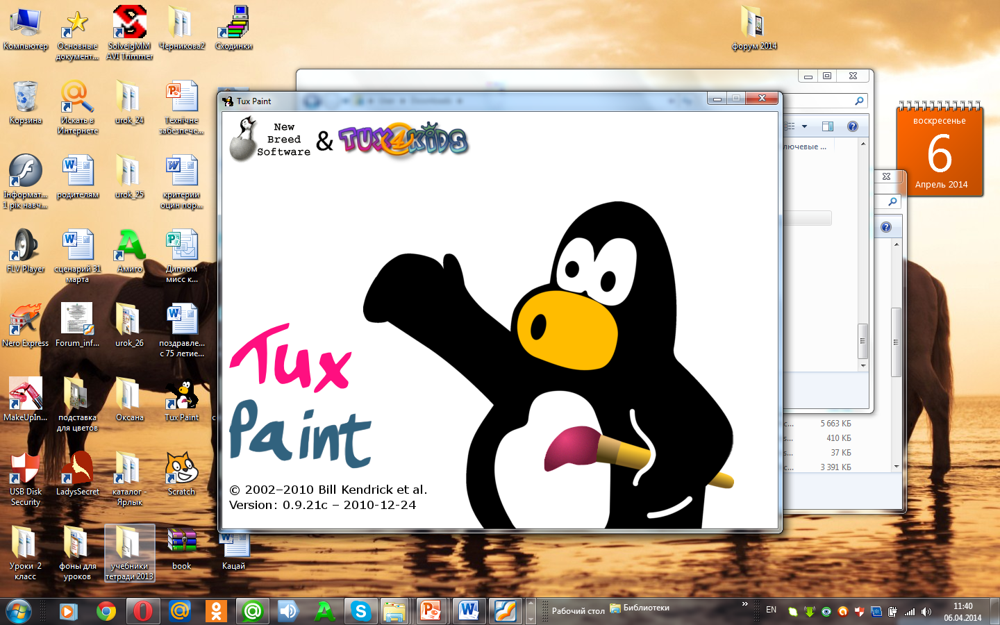 Компьютер
Основные
документ...
SolveigMM
AVI Trimmer
Черникова2
Сходинки
форум 2014
Корзина
Искать в
Интернете
urok_24
Технічне
забезпече...
Інформат...
1 рік навч...
родителям
urok_25
критерии
оцин пор...
FLV Player
сценарий 31
марта
Амиго
Диплом
мисс к...
Nero Express
Forum_inf...
urok_26
поздравле...
с 75 летие...
MakeUpIn...
подставка
для цветов
Оксана
Tux Paint
с
USB Disk
Security
LadysSecret
каталог -
Ярлык
Scratch
Уроки 2
класс
фоны для
уроков
учебники
тетради 2013
book
Кацай
Tux Paint
New
Breed
Software
&
TUX4KIDS
Tux
Paint
© 2002–2010 Bill Kendrick et al.
Version: 0.9.21c – 2010-12-24
лючевые ...
с... 5 663 КБ
s... 410 КБ
s... 37 КБ
с... 3 391 КБ
воскресенье
6
Апрель 2014
Рабочий стол
Библиотеки
»
EN
11:40
06.04.2014